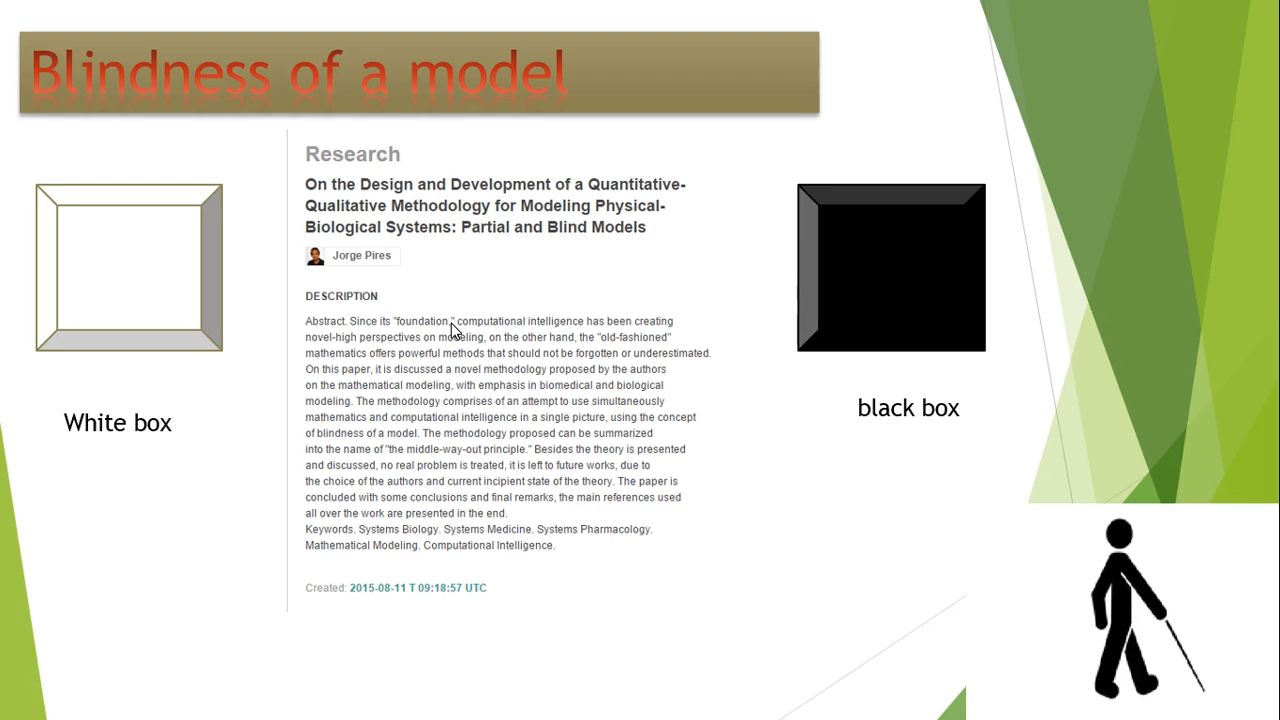 Blindness of a model
Research
On the Design and Development of a Quantitative-
Qualitative Methodology for Modeling Physical-
Biological Systems: Partial and Blind Models
Jorge Pires
DESCRIPTION
Abstract. Since its "foundation," computational intelligence has been creating
novel-high perspectives on modeling, on the other hand, the "old-fashioned"
mathematics offers powerful methods that should not be forgotten or underestimated.
On this paper, it is discussed a novel methodology proposed by the authors
on the mathematical modeling, with emphasis in biomedical and biological
modeling. The methodology comprises of an attempt to use simultaneously
mathematics and computational intelligence in a single picture, using the concept
of blindness of a model. The methodology proposed can be summarized
into the name of "the middle-way-out principle." Besides the theory is presented
and discussed, no real problem is treated, it is left to future works, due to
the choice of the authors and current incipient state of the theory. The paper is
concluded with some conclusions and final remarks, the main references used
all over the work are presented in the end.
Keywords. Systems Biology. Systems Medicine. Systems Pharmacology.
Mathematical Modeling. Computational Intelligence.
Created: 2015-08-11 T 09:18:57 UTC
White box
black box